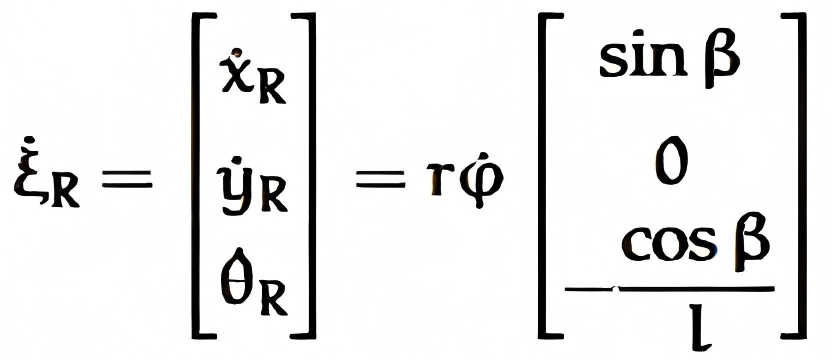 ξ̇_R = [ẋ_R ẏ_R θ̇_R] = rφ̇ [sin β 0 −cos β / l]